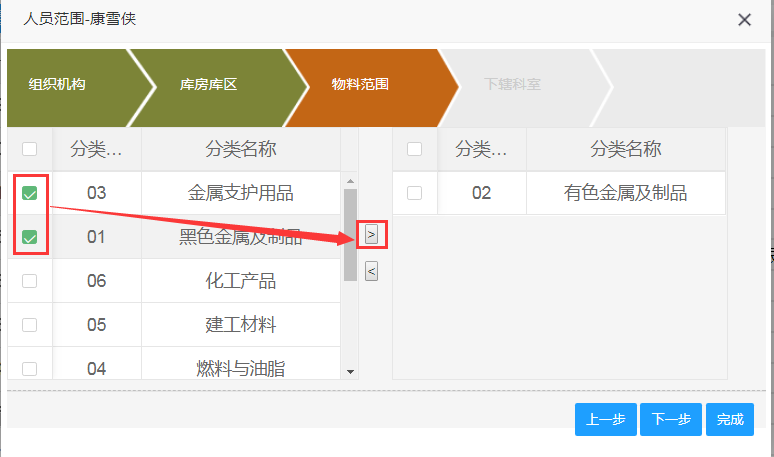 人员范围-康雪侠
组织机构 库房库区 物料范围 下辖科室
分类... 分类名称 分类... 分类名称
03 金属支护用品 02 有色金属及制品
01 黑色金属及制品 >
<
06 化工产品
05 建工材料
04 燃料与油脂
上一步 下一步 完成